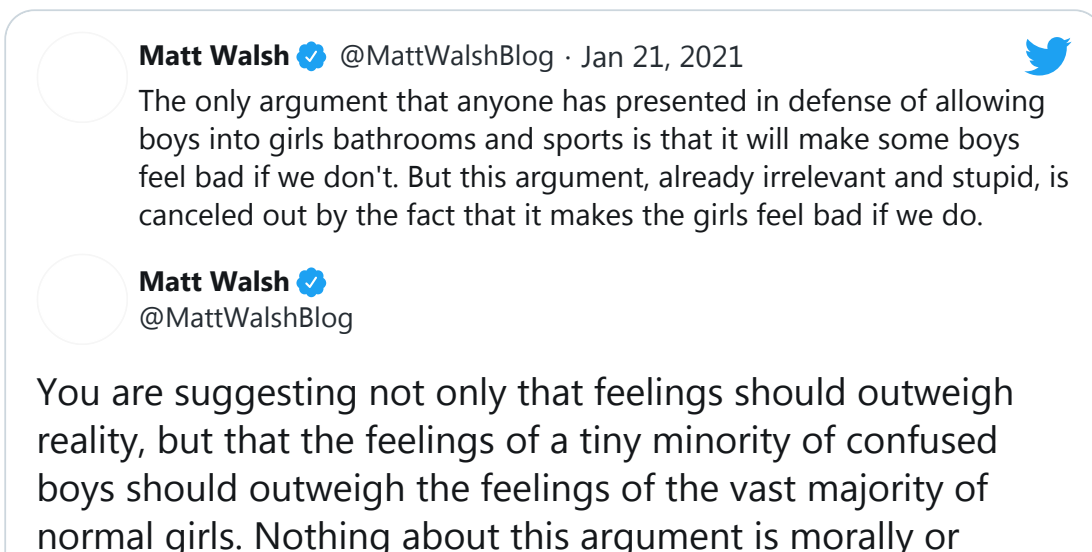 Matt Walsh @MattWalshBlog · Jan 21, 2021
The only argument that anyone has presented in defense of allowing
boys into girls bathrooms and sports is that it will make some boys
feel bad if we don't. But this argument, already irrelevant and stupid, is
canceled out by the fact that it makes the girls feel bad if we do.
Matt Walsh
@MattWalshBlog
You are suggesting not only that feelings should outweigh
reality, but that the feelings of a tiny minority of confused
boys should outweigh the feelings of the vast majority of
normal girls. Nothing about this argument is morally or